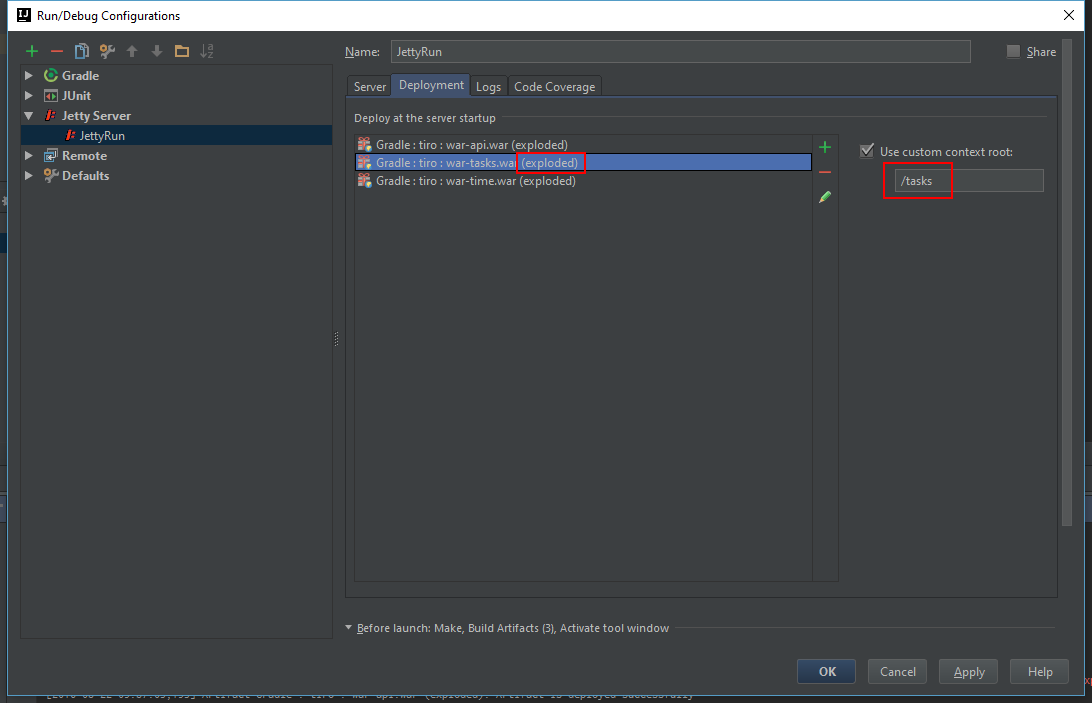 Run/Debug Configurations
Name: JettyRun Share
Gradle
JUnit
Jetty Server
JettyRun
Remote
Defaults
Server Deployment Logs Code Coverage
Deploy at the server startup
Gradle : tiro : war-api.war (exploded)
Gradle : tiro : war-tasks.war (exploded)
Gradle : tiro : war-time.war (exploded)
Use custom context root:
/tasks
Before launch: Make, Build Artifacts (3), Activate tool window
OK Cancel Apply Help